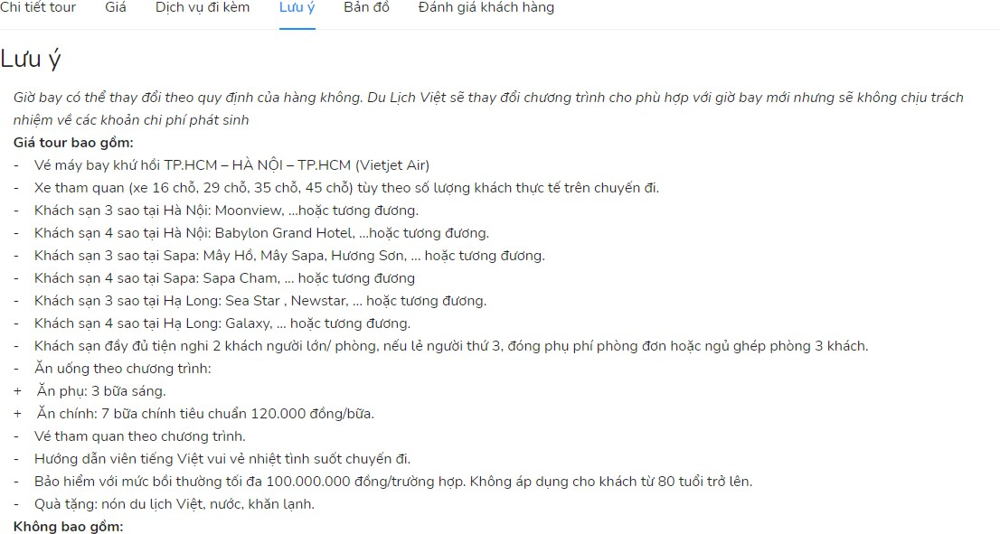 Chi tiết tour Giá Dịch vụ đi kèm Lưu ý Bản đồ Đánh giá khách hàng
Lưu ý
Giờ bay có thể thay đổi theo quy định của hàng không. Du Lịch Việt sẽ thay đổi chương trình cho phù hợp với giờ bay mới nhưng sẽ không chịu trách
nhiệm về các khoản chi phí phát sinh
Giá tour bao gồm:
- Vé máy bay khứ hồi TP.HCM – HÀ NỘI – TP.HCM (Vietjet Air)
- Xe tham quan (xe 16 chỗ, 29 chỗ, 35 chỗ, 45 chỗ) tùy theo số lượng khách thực tế trên chuyến đi.
- Khách sạn 3 sao tại Hà Nội: Moonview, ...hoặc tương đương.
- Khách sạn 4 sao tại Hà Nội: Babylon Grand Hotel, ...hoặc tương đương.
- Khách sạn 3 sao tại Sapa: Mây Hồ, Mây Sapa, Hương Sơn, ... hoặc tương đương.
- Khách sạn 4 sao tại Sapa: Sapa Cham, ... hoặc tương đương
- Khách sạn 3 sao tại Hạ Long: Sea Star , Newstar, ... hoặc tương đương.
- Khách sạn 4 sao tại Hạ Long: Galaxy, ... hoặc tương đương.
- Khách sạn đầy đủ tiện nghi 2 khách người lớn/ phòng, nếu lẻ người thứ 3, đóng phụ phí phòng đơn hoặc ngủ ghép phòng 3 khách.
- Ăn uống theo chương trình:
+ Ăn phụ: 3 bữa sáng.
+ Ăn chính: 7 bữa chính tiêu chuẩn 120.000 đồng/bữa.
- Vé tham quan theo chương trình.
- Hướng dẫn viên tiếng Việt vui vẻ nhiệt tình suốt chuyến đi.
- Bảo hiểm với mức bồi thường tối đa 100.000.000 đồng/trường hợp. Không áp dụng cho khách từ 80 tuổi trở lên.
- Quà tặng: nón du lịch Việt, nước, khăn lạnh.
Không bao gồm: